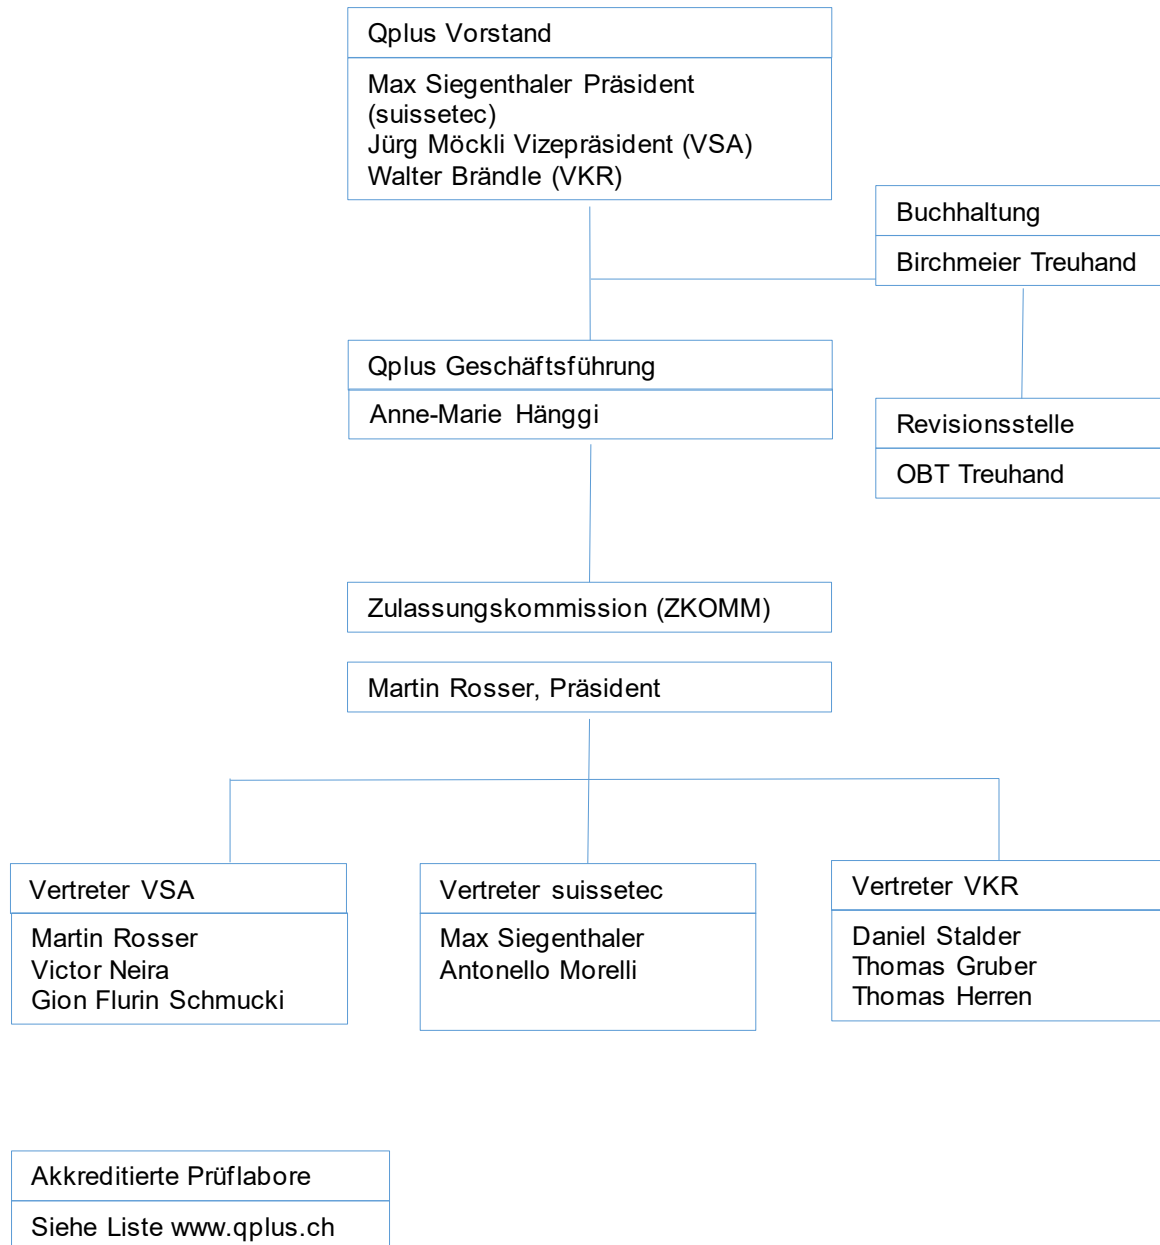 Qplus Vorstand
Max Siegenthaler Präsident
(suissetec)
Jürg Möckli Vizepräsident (VSA)
Walter Brändle (VKR)
Buchhaltung
Birchmeier Treuhand
Qplus Geschäftsführung
Anne-Marie Hänggi
Revisionsstelle
OBT Treuhand
Zulassungskommission (ZKOMM)
Martin Rosser, Präsident
Vertreter VSA
Martin Rosser
Victor Neira
Gion Flurin Schmucki
Vertreter suissetec
Max Siegenthaler
Antonello Morelli
Vertreter VKR
Daniel Stalder
Thomas Gruber
Thomas Herren
Akkreditierte Prüflabore
Siehe Liste www.qplus.ch